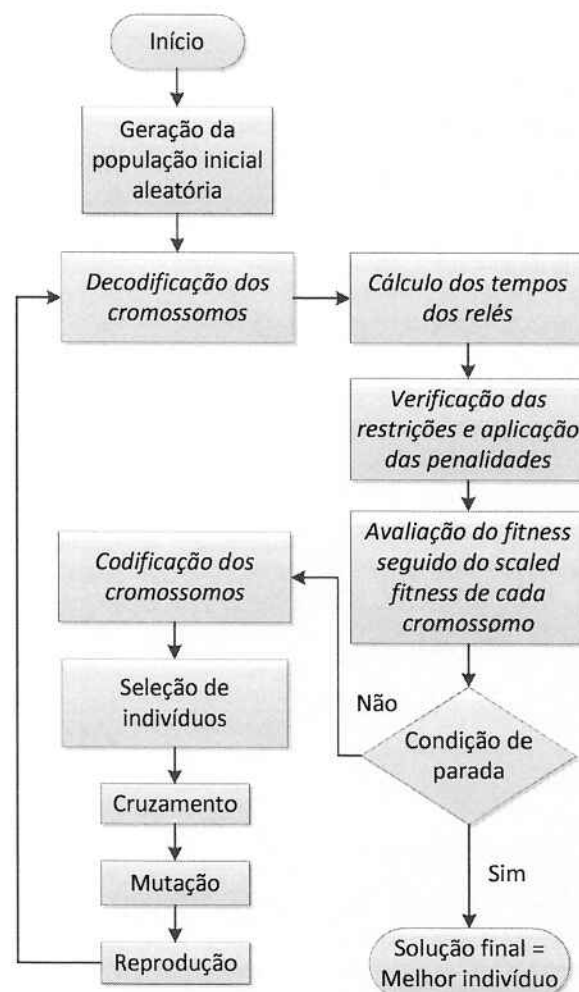 Início
Geração da
população inicial
aleatória
Decodificação dos
cromossomos
Cálculo dos tempos
dos relés
Verificação das
restrições e aplicação
das penalidades
Avaliação do fitness
seguido do scaled
fitness de cada
cromossomo
Condição de
parada
Não
Sim
Codificação dos
cromossomos
Seleção de
indivíduos
Cruzamento
Mutação
Reprodução
Solução final =
Melhor indivíduo